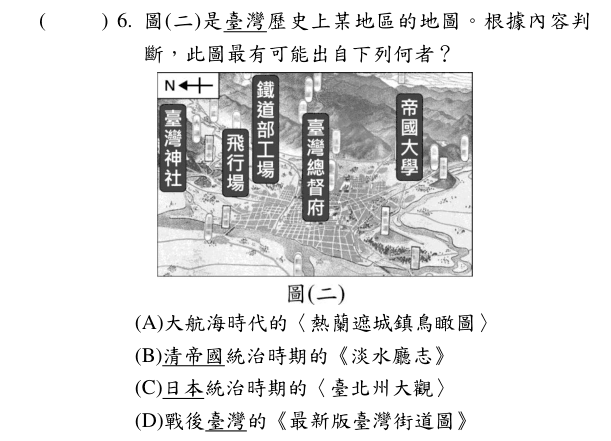 (　　) 6. 圖(二)是臺灣歷史上某地區的地圖。根據內容判
斷，此圖最有可能出自下列何者？
N
臺灣神社
飛行場
鐵道部工場
臺灣總督府
帝國大學
圖(二)
(A)大航海時代的〈熱蘭遮城鎮鳥瞰圖〉
(B)清帝國統治時期的《淡水廳志》
(C)日本統治時期的〈臺北州大觀〉
(D)戰後臺灣的《最新版臺灣街道圖》